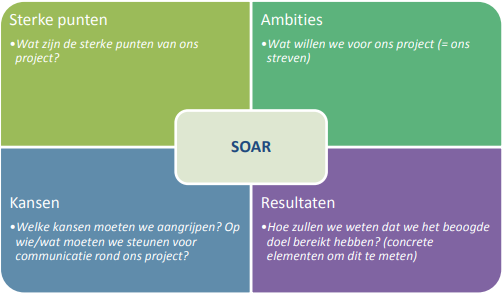 Sterke punten
•Wat zijn de sterke punten van ons
project?
Ambities
•Wat willen we voor ons project (= ons
streven)
SOAR
Kansen
•Welke kansen moeten we aangrijpen? Op
wie/wat moeten we steunen voor
communicatie rond ons project?
Resultaten
•Hoe zullen we weten dat we het beoogde
doel bereikt hebben? (concrete
elementen om dit te meten)